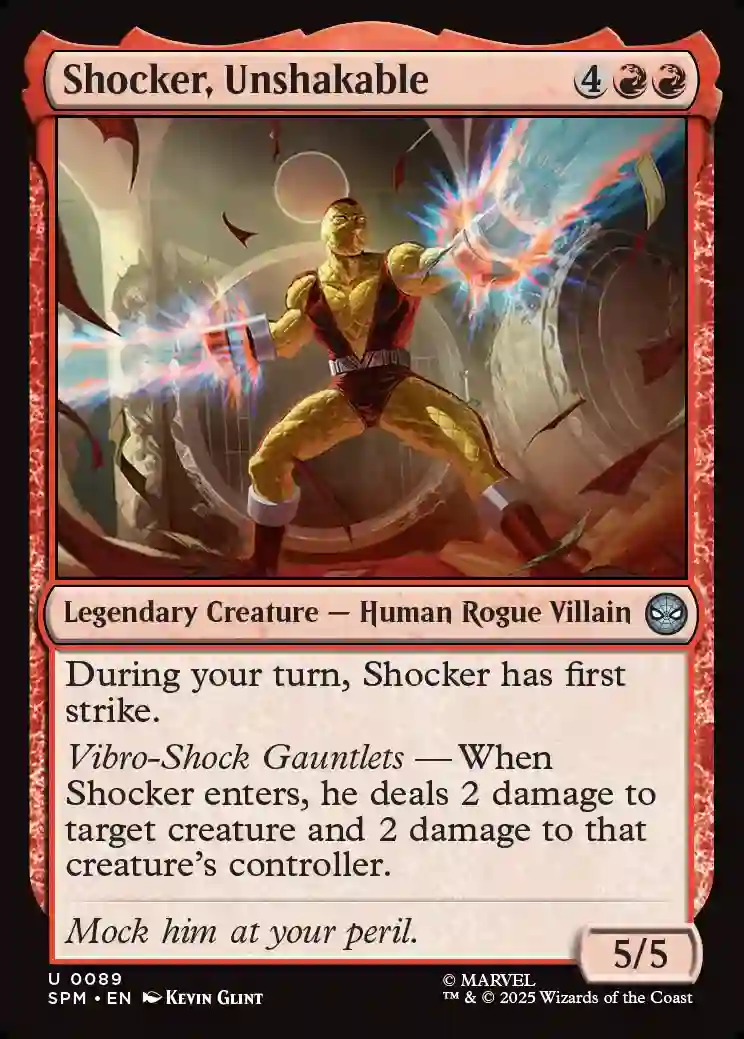 Shocker, Unshakable 4
Legendary Creature — Human Rogue Villain
During your turn, Shocker has first
strike.
Vibro-Shock Gauntlets — When
Shocker enters, he deals 2 damage to
target creature and 2 damage to that
creature's controller.
Mock him at your peril.
5/5
U 0089
SPM • EN Kevin Glint
© MARVEL
™ & © 2025 Wizards of the Coast